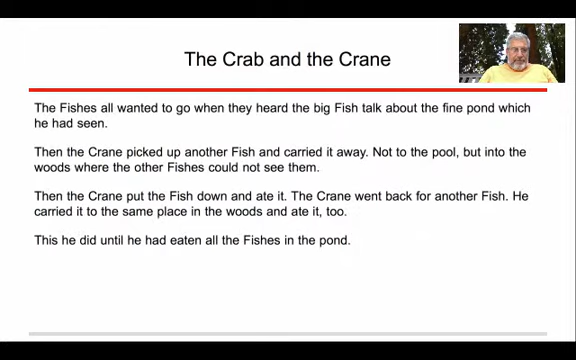 The Crab and the Crane
The Fishes all wanted to go when they heard the big Fish talk about the fine pond which
he had seen.
Then the Crane picked up another Fish and carried it away. Not to the pool, but into the
woods where the other Fishes could not see them.
Then the Crane put the Fish down and ate it. The Crane went back for another Fish. He
carried it to the same place in the woods and ate it, too.
This he did until he had eaten all the Fishes in the pond.